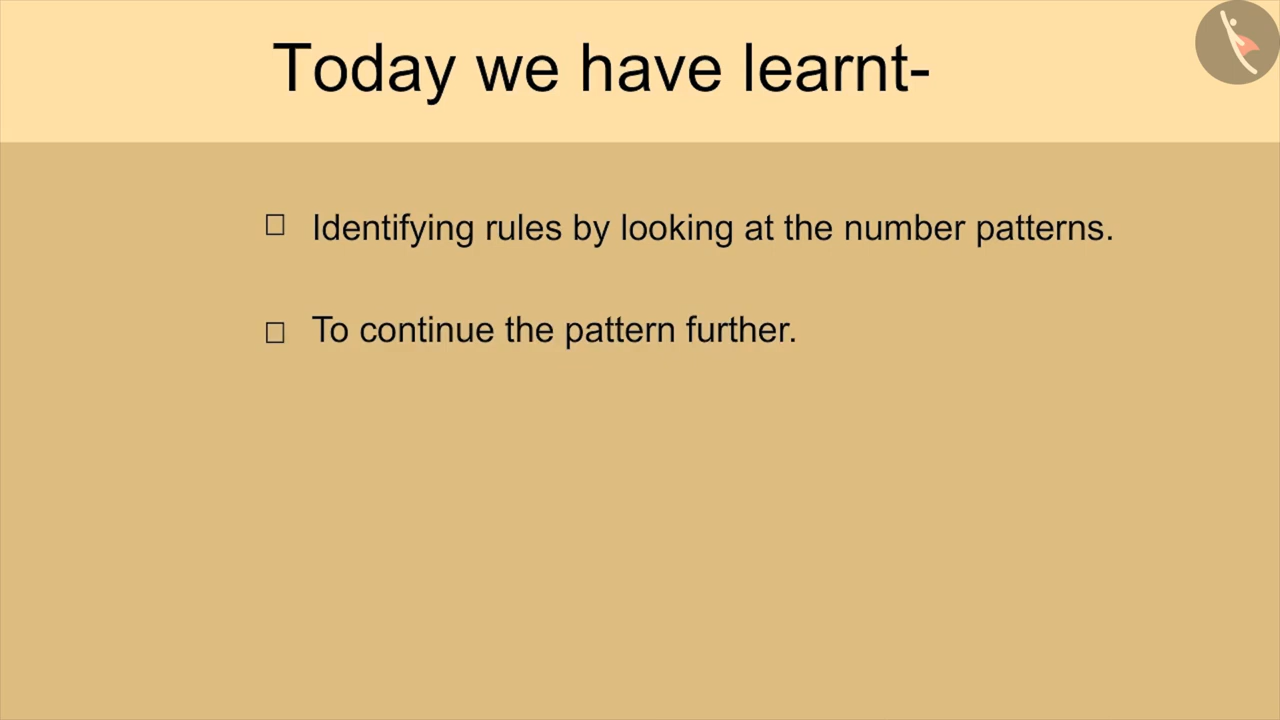 Today we have learnt-
□ Identifying rules by looking at the number patterns.
□ To continue the pattern further.